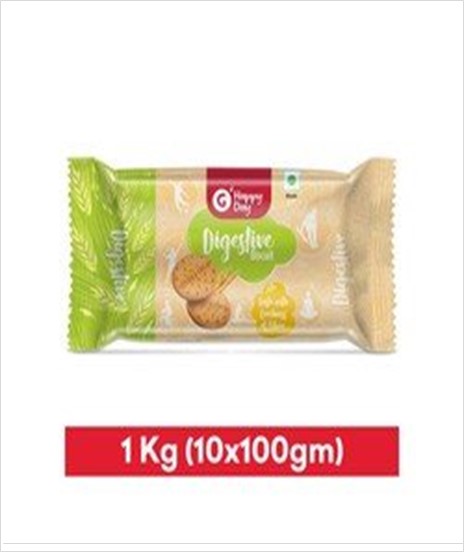 G
Happy
Day
Digestive
Biscuit
Digestive
Digestive
1 Kg (10x100gm)